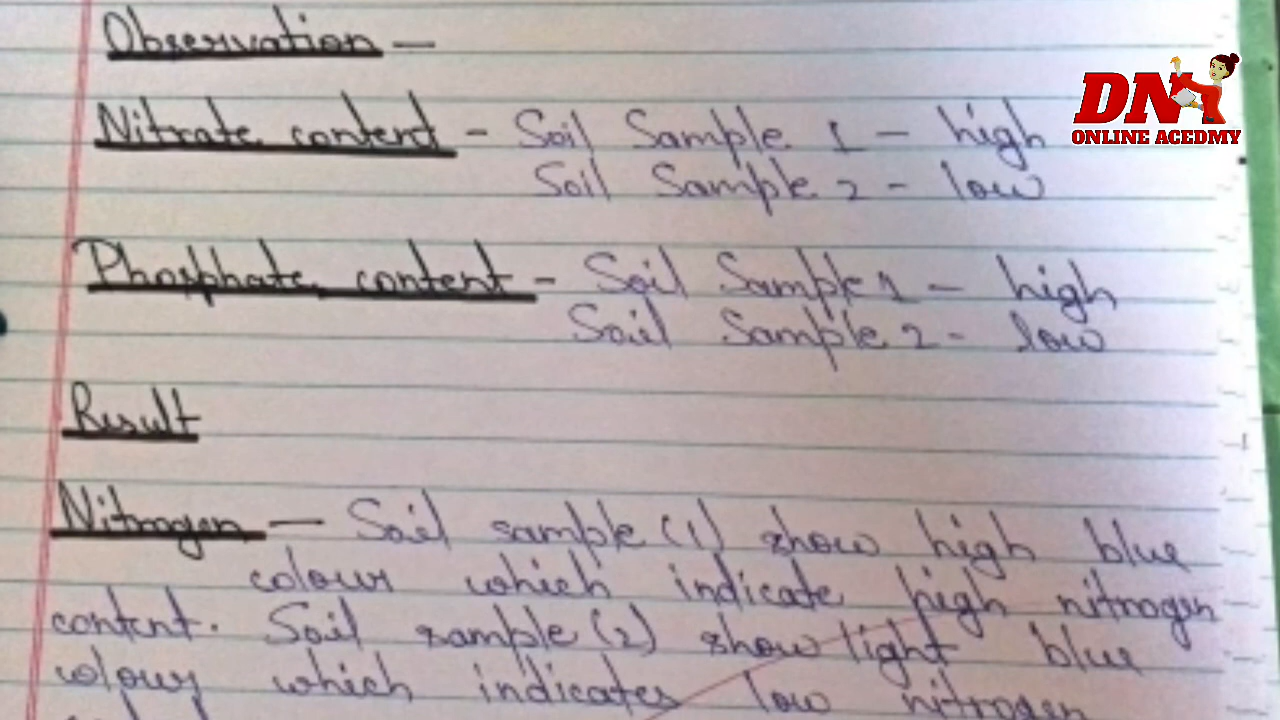 Observation —
Nitrate content - Soil Sample 1 — high
Soil Sample 2 - low
Phosphate content - Soil Sample 1 — high
Soil Sample 2 - low
Result
Nitrogen — Soil sample (1) show high blue
colour which indicate high nitrogen
content. Soil sample (2) show light blue
colour which indicates low nitrogen
DNA
ONLINE ACEDMY